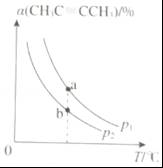 α(CH₃C≡CCH₃)/%
a
b
p₁
p₂
0
T/℃